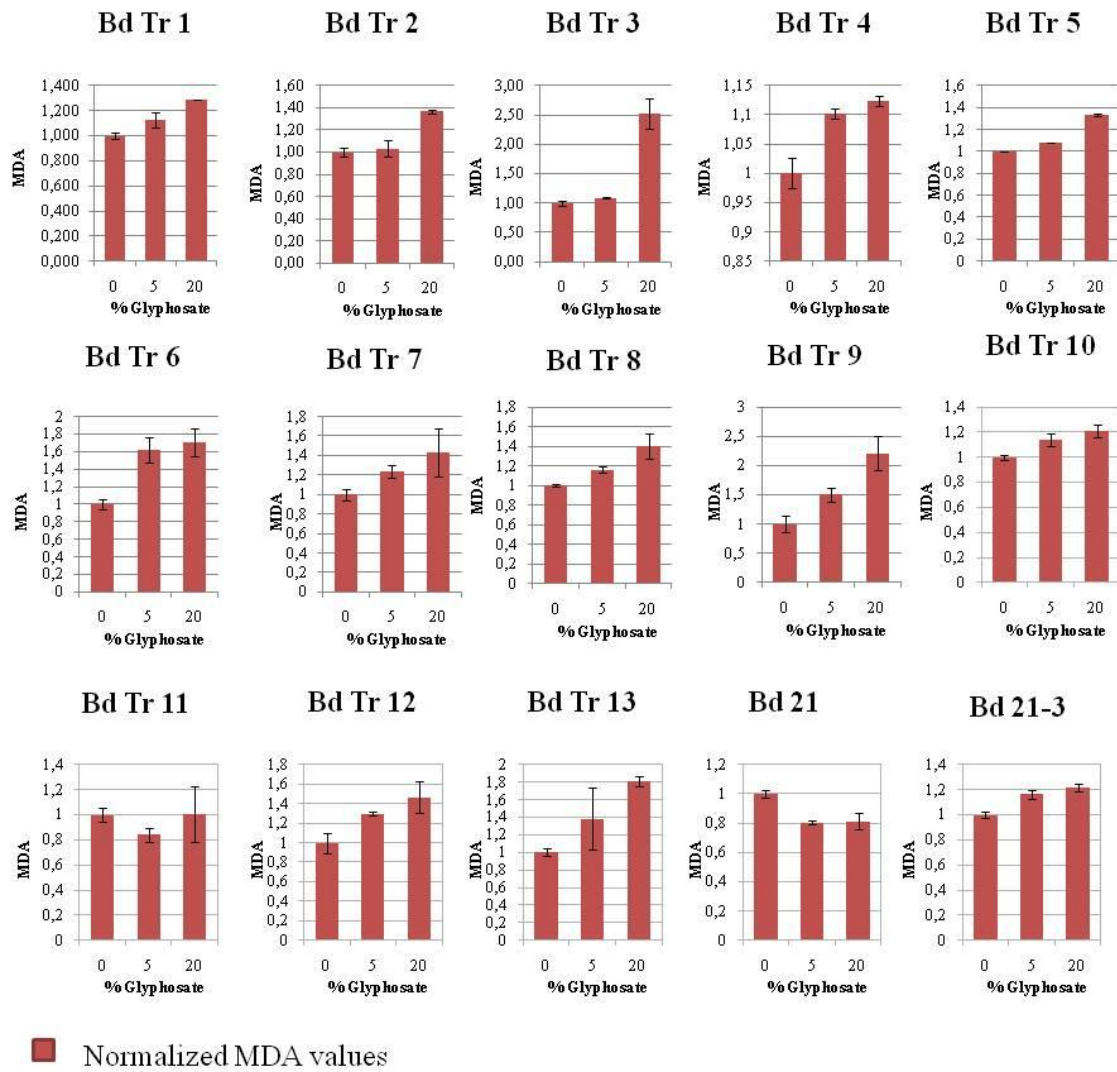 Bd Tr 1
Bd Tr 2
Bd Tr 3
Bd Tr 4
Bd Tr 5
1,400
1,200
1,000
0,800
0,600
0,400
0,200
0,000
MDA
0 5 20
% Glyphosate
1,60
1,40
1,20
1,00
0,80
0,60
0,40
0,20
0,00
MDA
0 5 20
% Glyphosate
3,00
2,50
2,00
1,50
1,00
0,50
0,00
MDA
0 5 20
% Glyphosate
1,15
1,1
1,05
1
0,95
0,9
0,85
MDA
0 5 20
% Glyphosate
1,6
1,4
1,2
1
0,8
0,6
0,4
0,2
0
MDA
0 5 20
% Glyphosate
Bd Tr 6
Bd Tr 7
Bd Tr 8
Bd Tr 9
Bd Tr 10
2
1,8
1,6
1,4
1,2
1
0,8
0,6
0,4
0,2
0
MDA
0 5 20
% Glyphosate
1,8
1,6
1,4
1,2
1
0,8
0,6
0,4
0,2
0
MDA
0 5 20
% Glyphosate
1,8
1,6
1,4
1,2
1
0,8
0,6
0,4
0,2
0
MDA
0 5 20
% Glyphosate
3
2,5
2
1,5
1
0,5
0
MDA
0 5 20
% Glyphosate
1,4
1,2
1
0,8
0,6
0,4
0,2
0
MDA
0 5 20
% Glyphosate
Bd Tr 11
Bd Tr 12
Bd Tr 13
Bd 21
Bd 21-3
1,4
1,2
1
0,8
0,6
0,4
0,2
0
MDA
0 5 20
% Glyphosate
1,8
1,6
1,4
1,2
1
0,8
0,6
0,4
0,2
0
MDA
0 5 20
% Glyphosate
2
1,8
1,6
1,4
1,2
1
0,8
0,6
0,4
0,2
0
MDA
0 5 20
% Glyphosate
1,2
1
0,8
0,6
0,4
0,2
0
MDA
0 5 20
% Glyphosate
1,4
1,2
1
0,8
0,6
0,4
0,2
0
MDA
0 5 20
% Glyphosate
Normalized MDA values